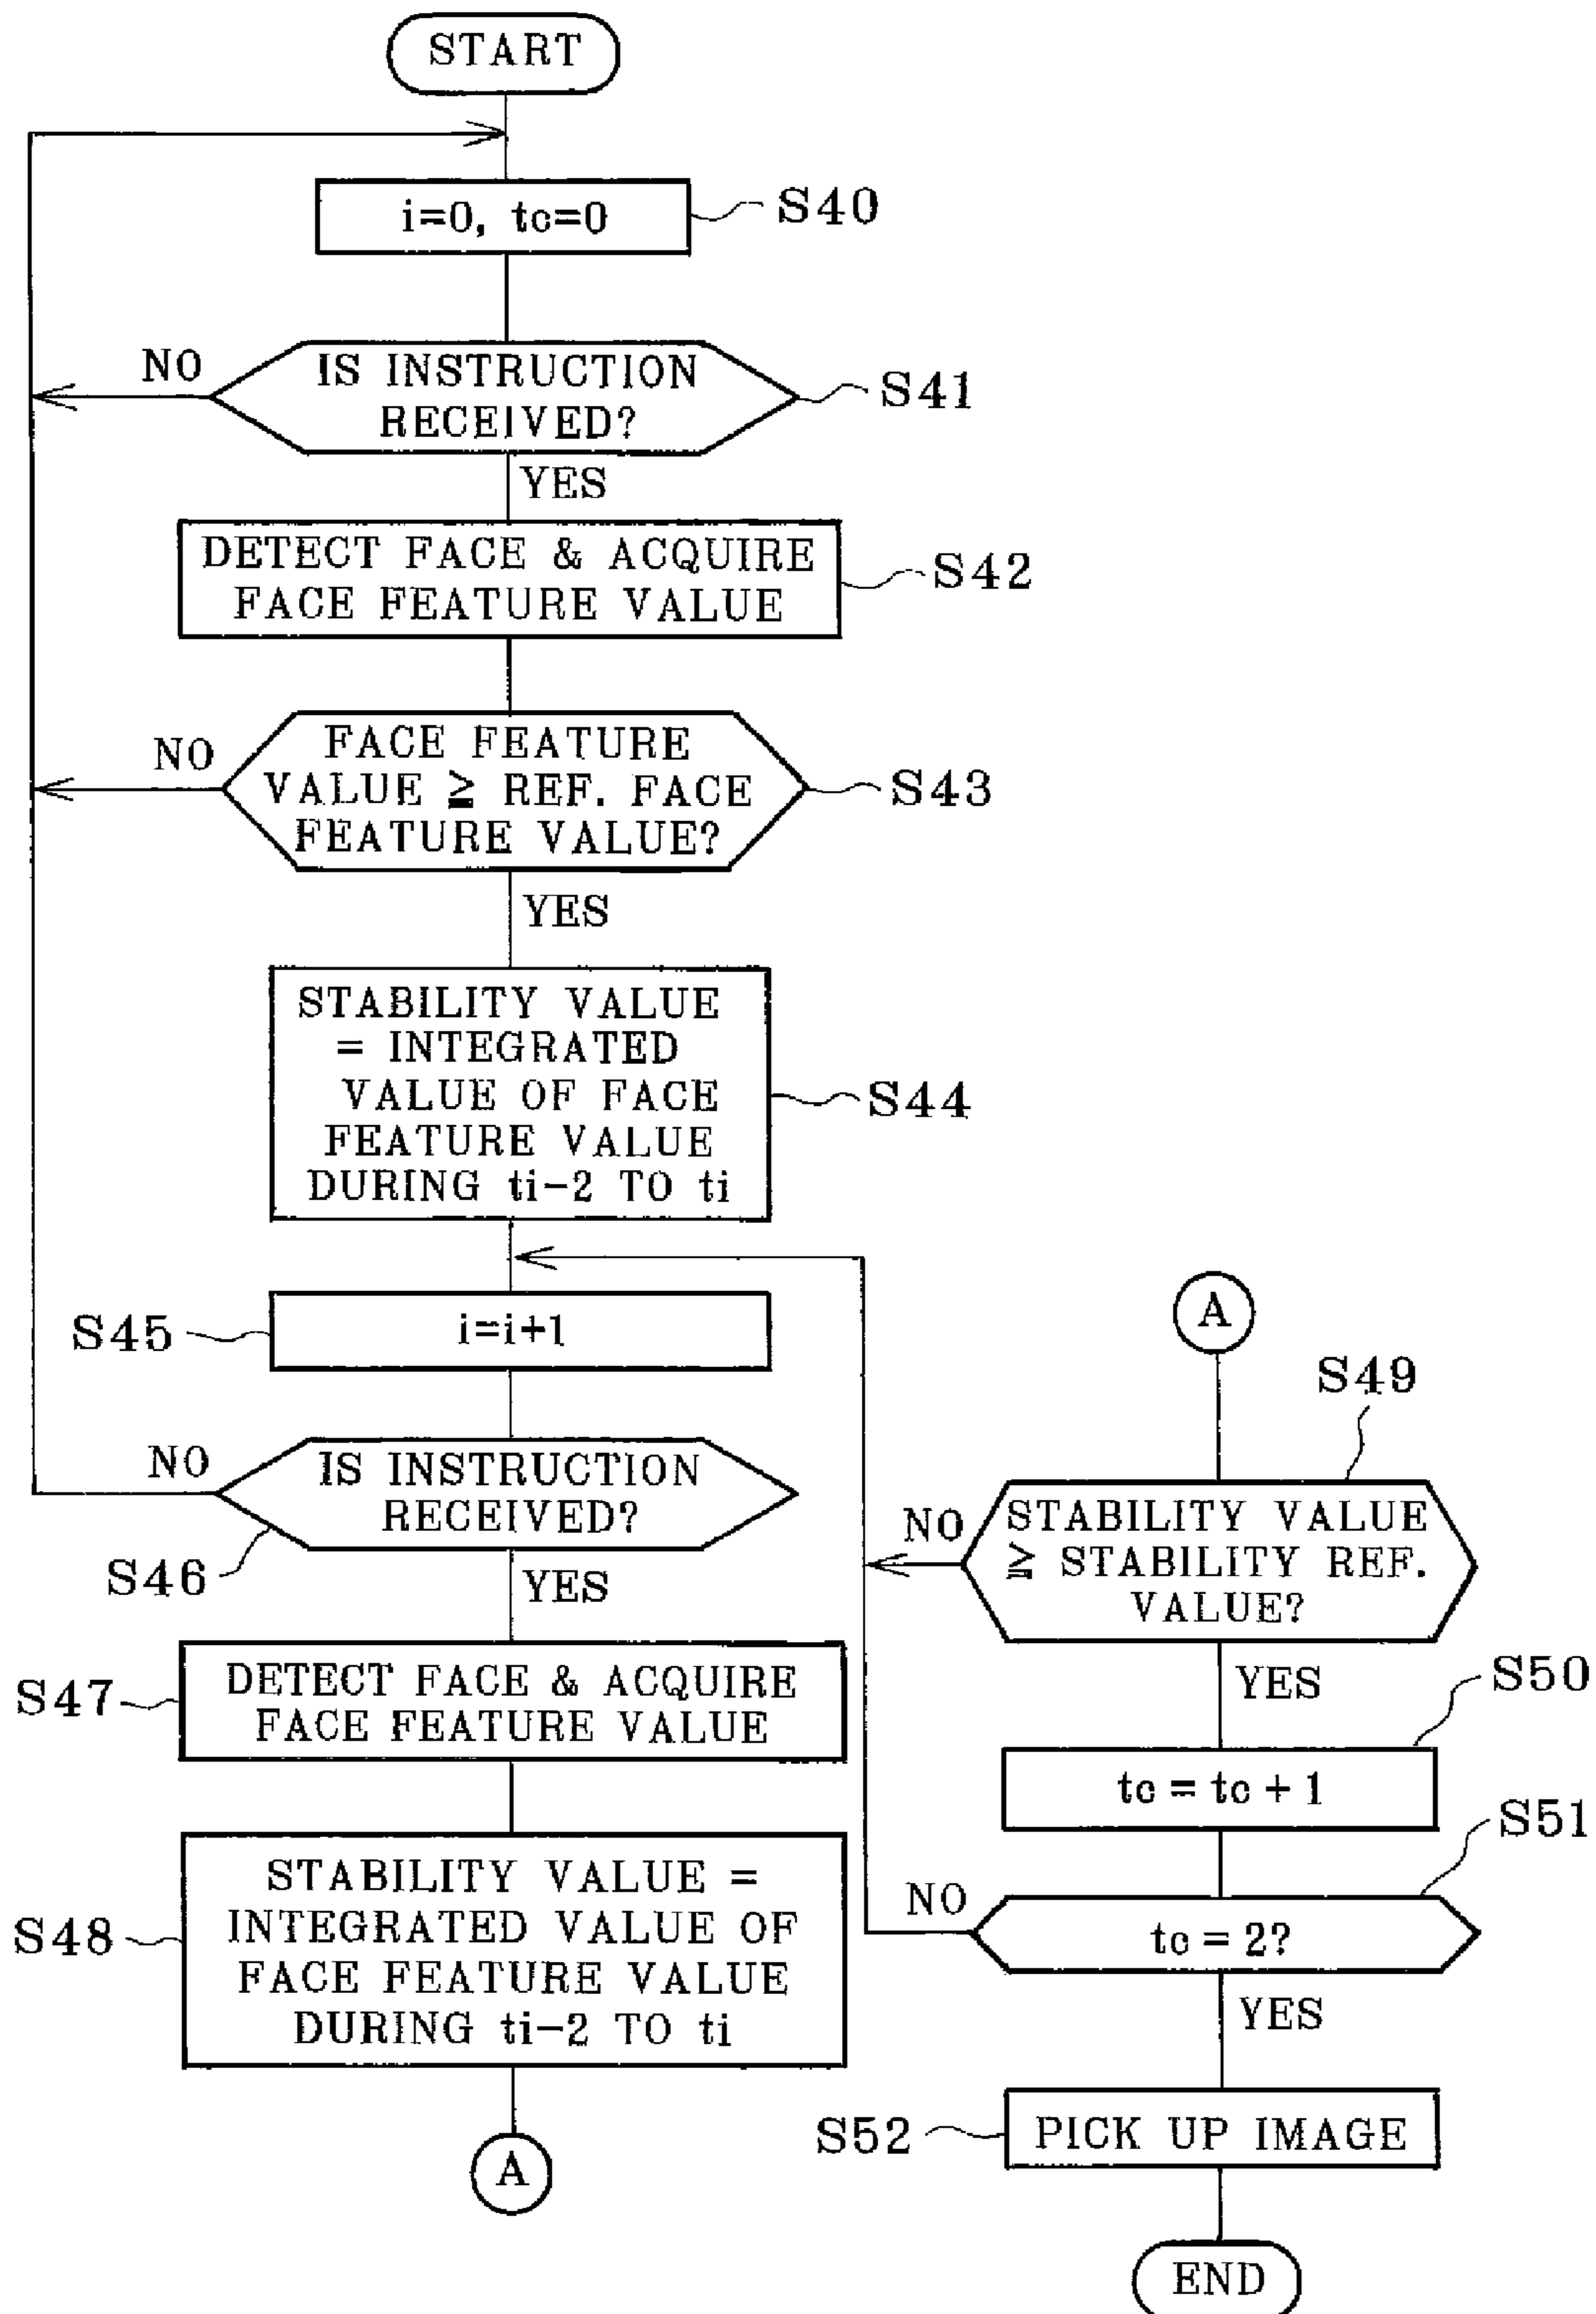 START
i=0, tc=0
S40
NO
IS INSTRUCTION
RECEIVED?
S41
YES
DETECT FACE & ACQUIRE
FACE FEATURE VALUE
S42
NO
FACE FEATURE
VALUE ≧ REF. FACE
FEATURE VALUE?
S43
YES
STABILITY VALUE
= INTEGRATED
VALUE OF FACE
FEATURE VALUE
DURING ti-2 TO ti
S44
S45
i=i+1
NO
IS INSTRUCTION
RECEIVED?
S46
YES
S47
DETECT FACE & ACQUIRE
FACE FEATURE VALUE
S48
STABILITY VALUE =
INTEGRATED VALUE OF
FACE FEATURE VALUE
DURING ti-2 TO ti
A
A
S49
NO
STABILITY VALUE
≧ STABILITY REF.
VALUE?
YES
S50
tc = tc + 1
S51
NO
tc = 2?
YES
S52
PICK UP IMAGE
END